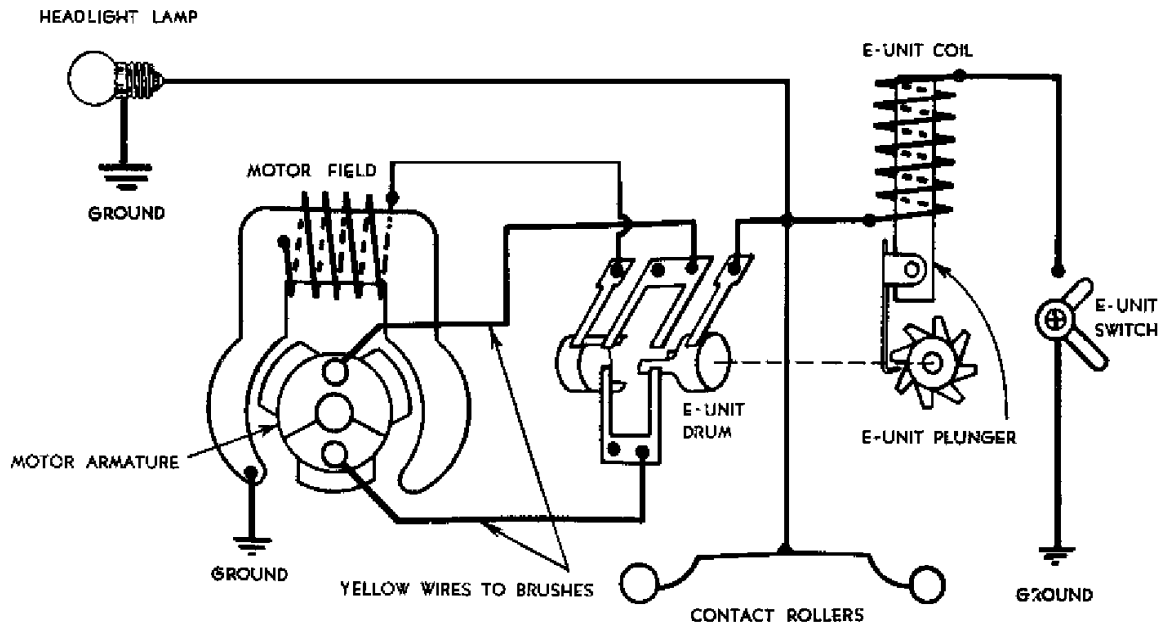 HEADLIGHT LAMP
E-UNIT COIL
MOTOR FIELD
GROUND
E-UNIT
SWITCH
E-UNIT
DRUM
E-UNIT PLUNGER
MOTOR ARMATURE
GROUND
YELLOW WIRES TO BRUSHES
CONTACT ROLLERS
GROUND